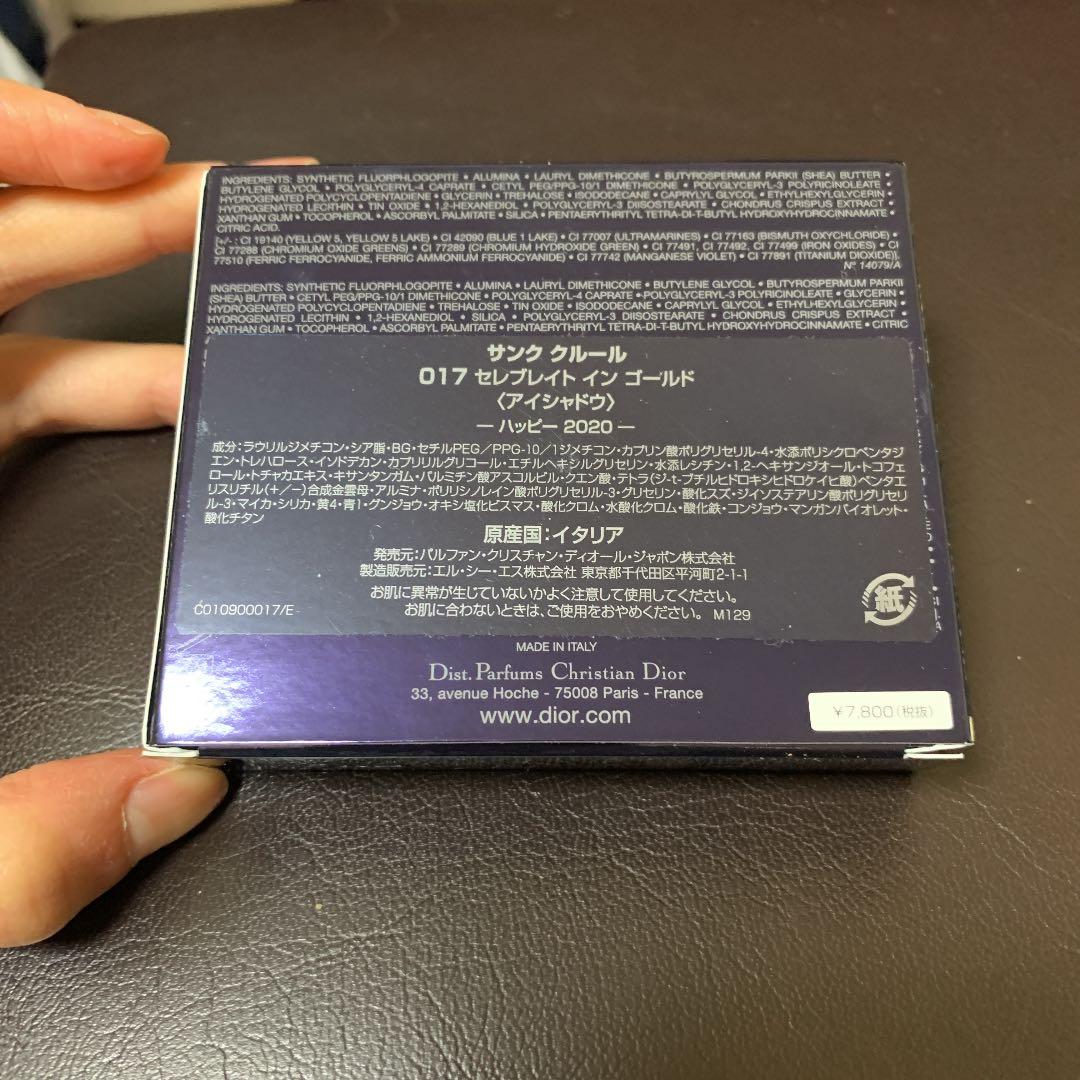 INGREDIENTS: SYNTHETIC FLUORPHLOGOPITE • ALUMINA • LAURYL DIMETHICONE • BUTYROSPERMUM PARKII (SHEA) BUTTER
BUTYLENE GLYCOL • POLYGLYCERYL-4 CAPRATE • CETYL PEG/PPG-10/1 DIMETHICONE • POLYGLYCERYL-3 POLYRICINOLEATE •
HYDROGENATED POLYCYCLOPENTADIENE • GLYCERIN • TREHALOSE • ISODODECANE • CAPRYLYL GLYCOL • ETHYLHEXYLGLYCERIN •
HYDROGENATED LECITHIN • TIN OXIDE • 1,2-HEXANEDIOL • POLYGLYCERYL-3 DIISOSTEARATE • CHONDRUS CRISPUS EXTRACT •
XANTHAN GUM • TOCOPHEROL • ASCORBYL PALMITATE • SILICA • PENTAERYTHRITYL TETRA-DI-T-BUTYL HYDROXYHYDROCINNAMATE •
CITRIC ACID.
[+/- : CI 19140 (YELLOW 5, YELLOW 5 LAKE) • CI 42090 (BLUE 1 LAKE) • CI 77007 (ULTRAMARINES) • CI 77163 (BISMUTH OXYCHLORIDE) •
CI 77288 (CHROMIUM OXIDE GREENS) • CI 77289 (CHROMIUM HYDROXIDE GREEN) • CI 77491, CI 77492, CI 77499 (IRON OXIDES) • CI
77510 (FERRIC FERROCYANIDE, FERRIC AMMONIUM FERROCYANIDE) • CI 77742 (MANGANESE VIOLET) • CI 77891 (TITANIUM DIOXIDE)].
N° 14079/A
INGREDIENTS: SYNTHETIC FLUORPHLOGOPITE • ALUMINA • LAURYL DIMETHICONE • BUTYLENE GLYCOL • BUTYROSPERMUM PARKII
(SHEA) BUTTER • CETYL PEG/PPG-10/1 DIMETHICONE • POLYGLYCERYL-4 CAPRATE • POLYGLYCERYL-3 POLYRICINOLEATE • GLYCERIN •
HYDROGENATED POLYCYCLOPENTADIENE • TREHALOSE • TIN OXIDE • ISODODECANE • CAPRYLYL GLYCOL • ETHYLHEXYLGLYCERIN •
HYDROGENATED LECITHIN • 1,2-HEXANEDIOL • SILICA • POLYGLYCERYL-3 DIISOSTEARATE • CHONDRUS CRISPUS EXTRACT •
XANTHAN GUM • TOCOPHEROL • ASCORBYL PALMITATE • PENTAERYTHRITYL TETRA-DI-T-BUTYL HYDROXYHYDROCINNAMATE • CITRIC
サンク クルール
017 セレブレイト イン ゴールド
〈アイシャドウ〉
— ハッピー 2020 —
成分：ラウリルジメチコン・シア脂・BG・セチルPEG／PPG-10／1ジメチコン・カプリン酸ポリグリセリル-4・水添ポリシクロペンタジ
エン・トレハロース・イソドデカン・カプリリルグリコール・エチルヘキシルグリセリン・水添レシチン・1,2-ヘキサンジオール・トコフェ
ロール・トチャカエキス・キサンタンガム・パルミチン酸アスコルビル・クエン酸・テトラ(ジ-t-ブチルヒドロキシヒドロケイヒ酸)ペンタエ
リスリチル(＋／－)合成金雲母・アルミナ・ポリリシノレイン酸ポリグリセリル-3・グリセリン・酸化スズ・ジイソステアリン酸ポリグリセリ
ル-3・マイカ・シリカ・黄4・青1・グンジョウ・オキシ塩化ビスマス・酸化クロム・水酸化クロム・酸化鉄・コンジョウ・マンガンバイオレット・
酸化チタン
原産国：イタリア
発売元：パルファン・クリスチャン・ディオール・ジャポン株式会社
製造販売元：エル・シー・エス株式会社 東京都千代田区平河町2-1-1
お肌に異常が生じていないかよく注意して使用してください。
お肌に合わないときは、ご使用をおやめください。 M129
C010900017/E-
紙
MADE IN ITALY
Dist. Parfums Christian Dior
33, avenue Hoche - 75008 Paris - France
www.dior.com
￥7,800(税抜)